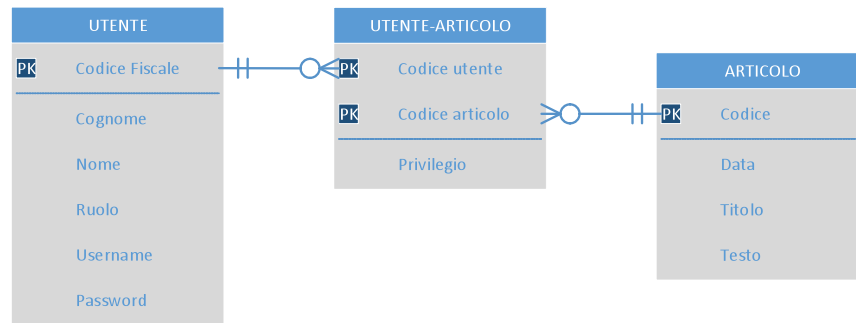 UTENTE
PK Codice Fiscale
Cognome
Nome
Ruolo
Username
Password
UTENTE-ARTICOLO
PK Codice utente
PK Codice articolo
Privilegio
ARTICOLO
PK Codice
Data
Titolo
Testo